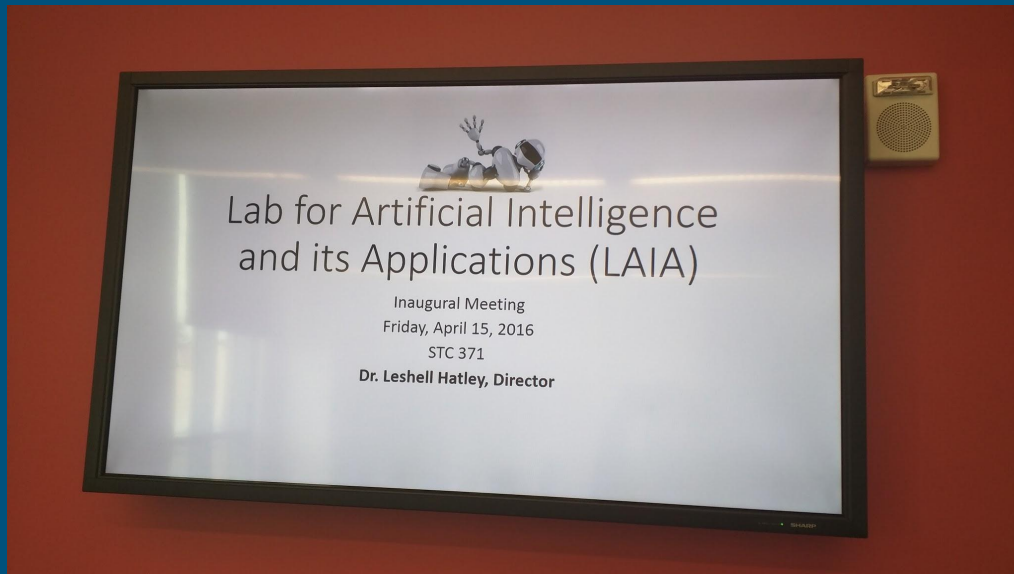 Lab for Artificial Intelligence
and its Applications (LAIA)
Inaugural Meeting
Friday, April 15, 2016
STC 371
Dr. Leshell Hatley, Director
SHARP